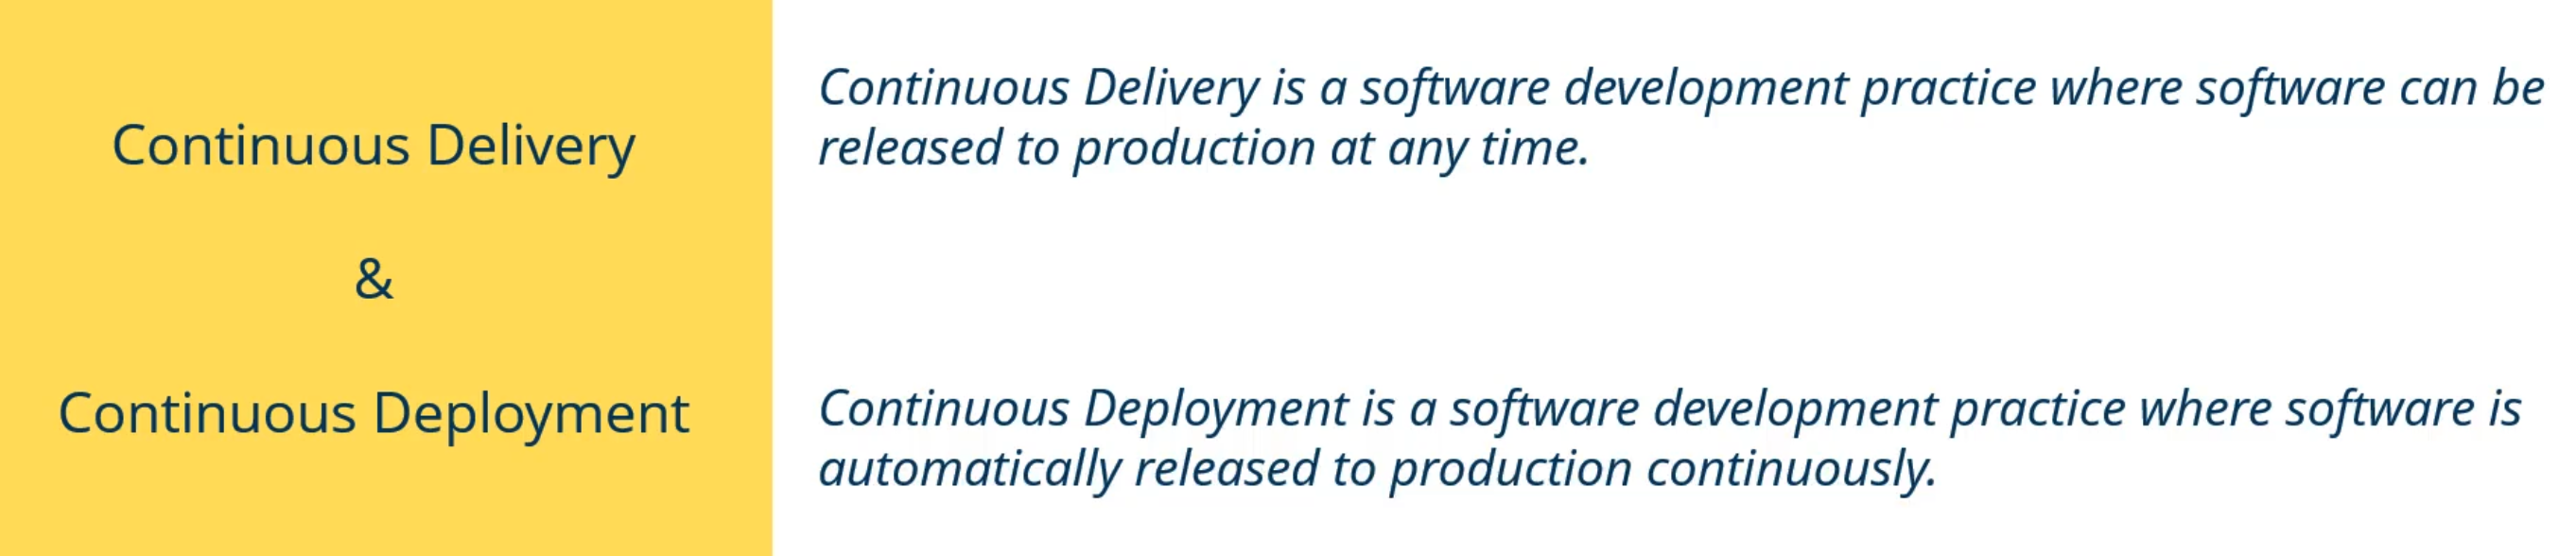 Continuous Delivery
&
Continuous Deployment
Continuous Delivery is a software development practice where software can be
released to production at any time.
Continuous Deployment is a software development practice where software is
automatically released to production continuously.